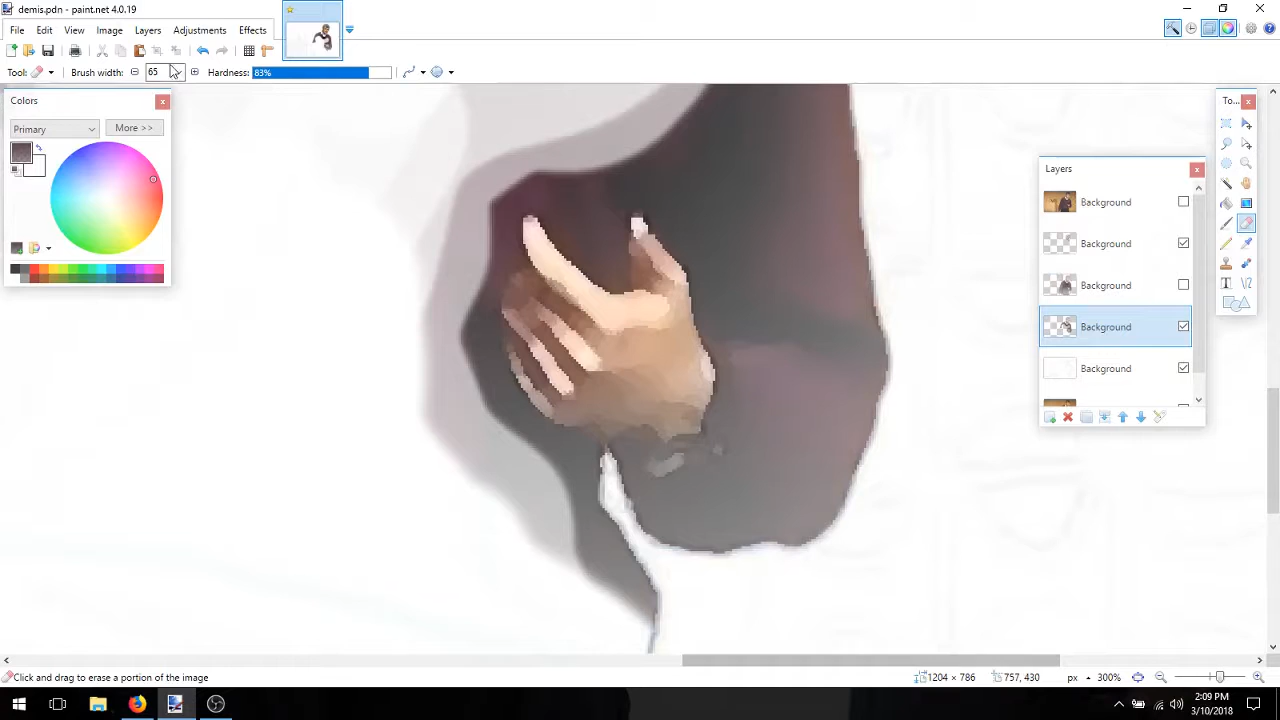 demis.pdn - paint.net 4.0.19
File Edit View Image Layers Adjustments Effects
Tool: Brush width: 65 Hardness: 83%
Colors
Primary More >>
To...
Layers
Background
Background
Background
Background
Background
Click and drag to erase a portion of the image
1204 × 786 757, 430 px 300%
2:09 PM
3/10/2018